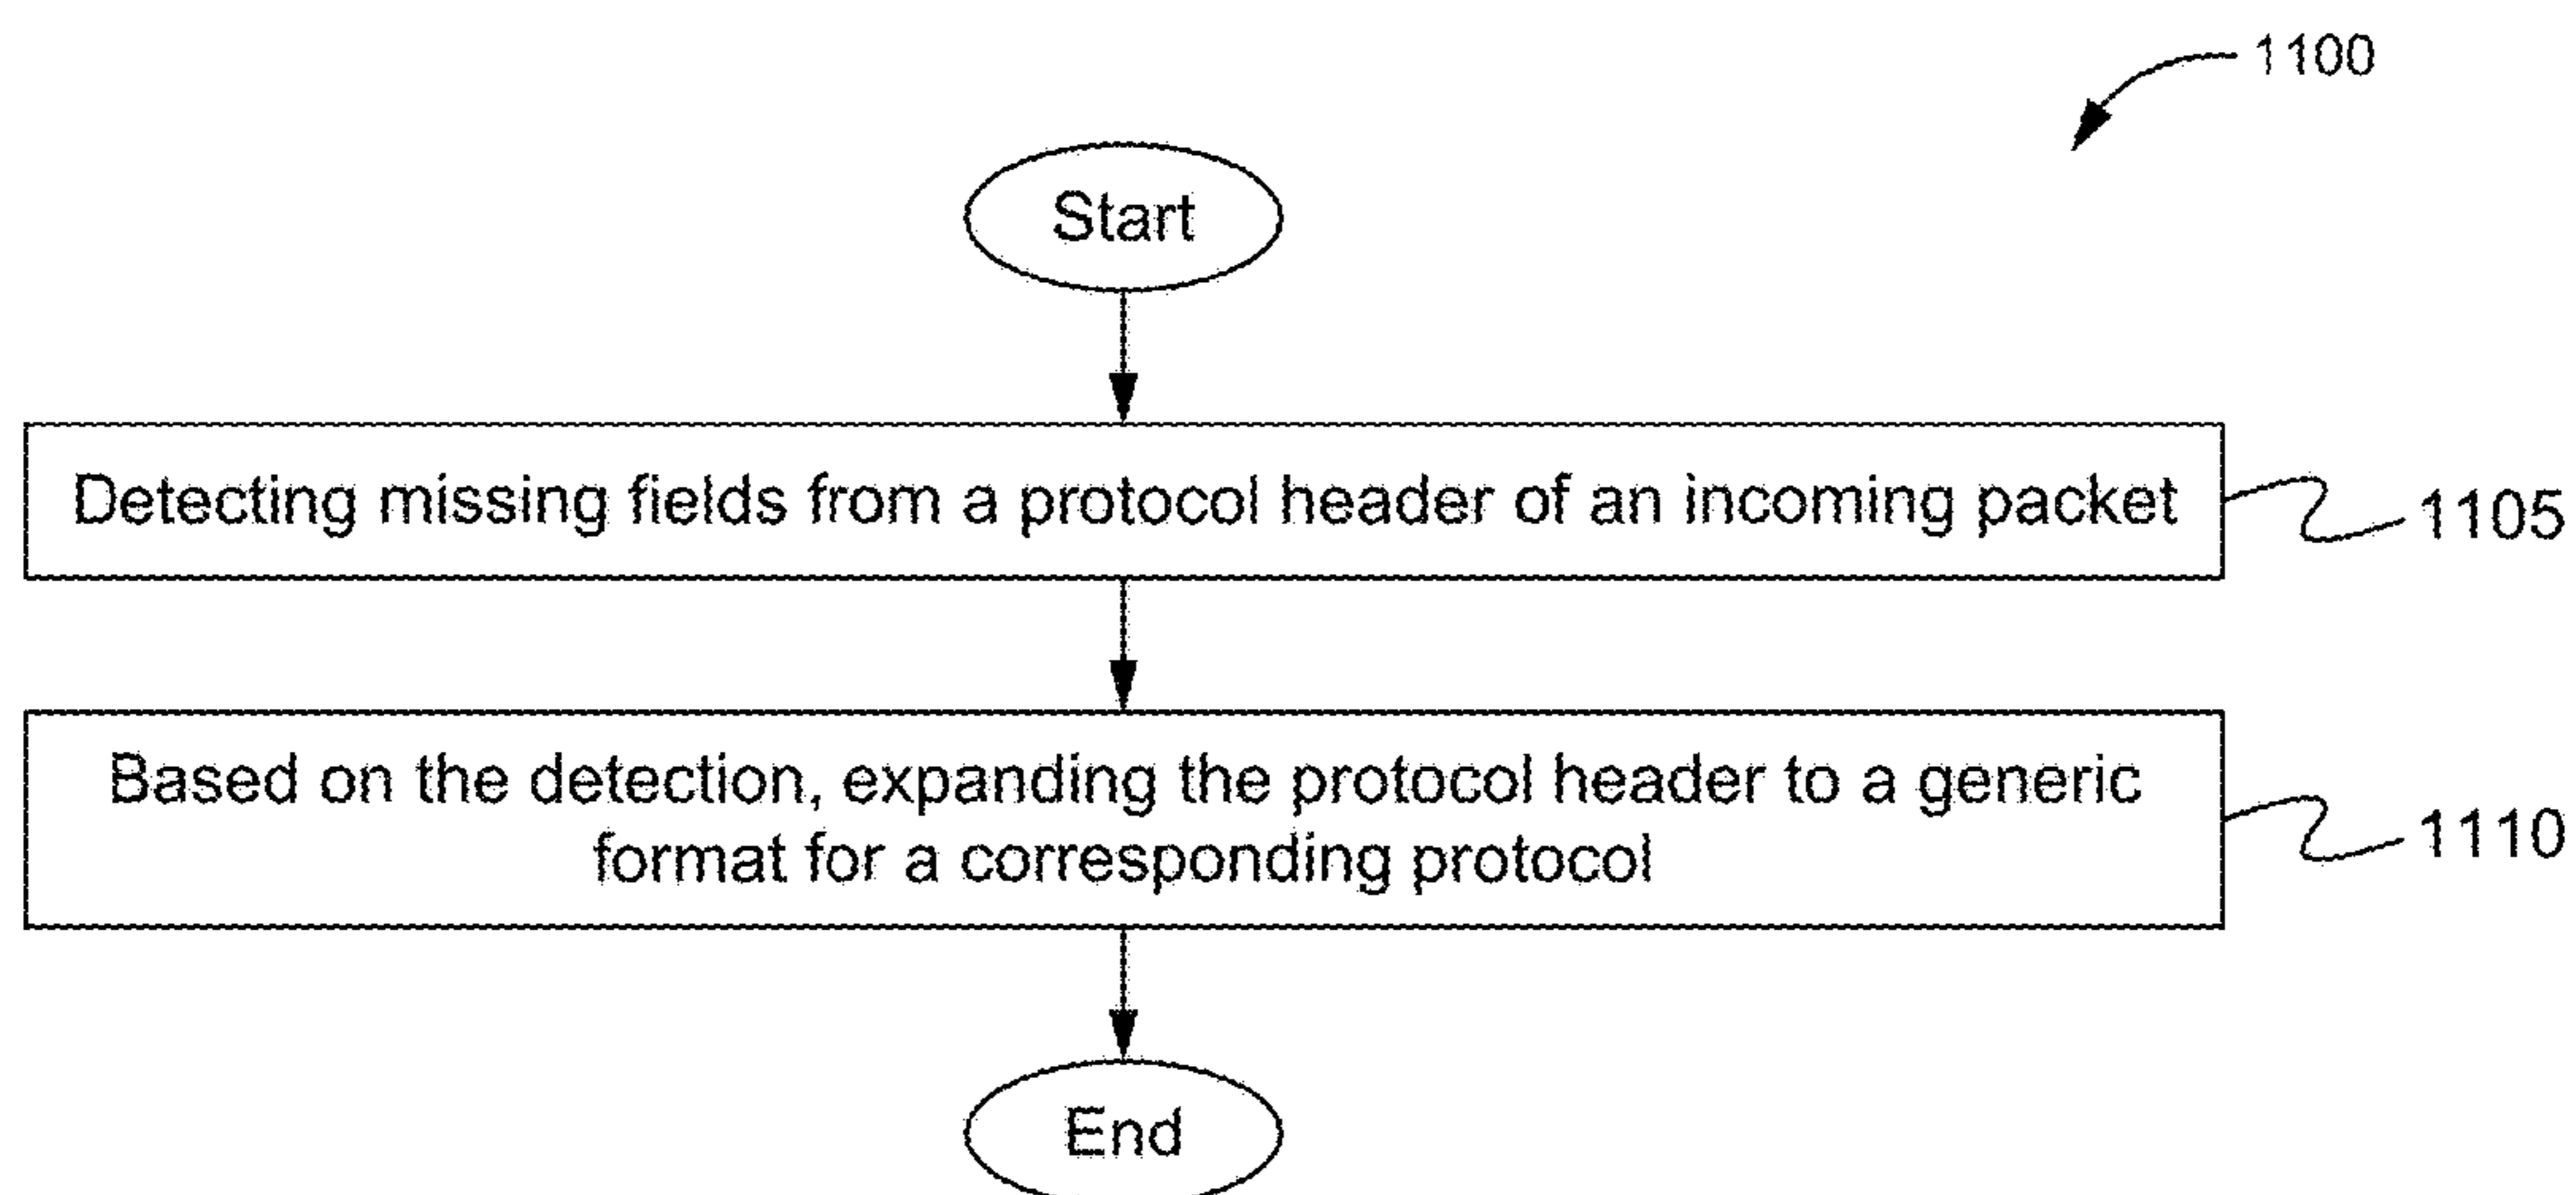 1100
Start
Detecting missing fields from a protocol header of an incoming packet
1105
Based on the detection, expanding the protocol header to a generic
format for a corresponding protocol
1110
End